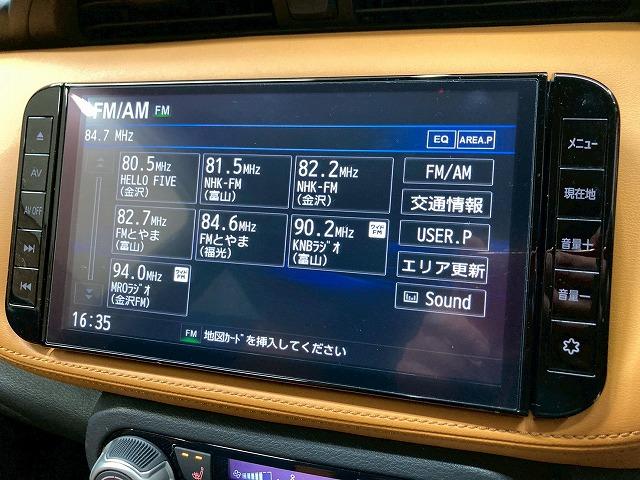 FM/AM FM
84.7 MHz
EQ AREA.P
80.5MHz
HELLO FIVE
(金沢)
81.5MHz
NHK-FM
(富山)
82.2MHz
NHK-FM
(金沢)
82.7MHz
FMとやま
(富山)
84.6MHz
FMとやま
(福光)
90.2MHz ワイドFM
KNBラジオ
(富山)
94.0MHz ワイドFM
MROラジオ
(金沢FM)
FM/AM
交通情報
USER.P
エリア更新
Sound
16:35
FM 地図カードを挿入してください
AV
AV OFF
メニュー
現在地
音量＋
音量－